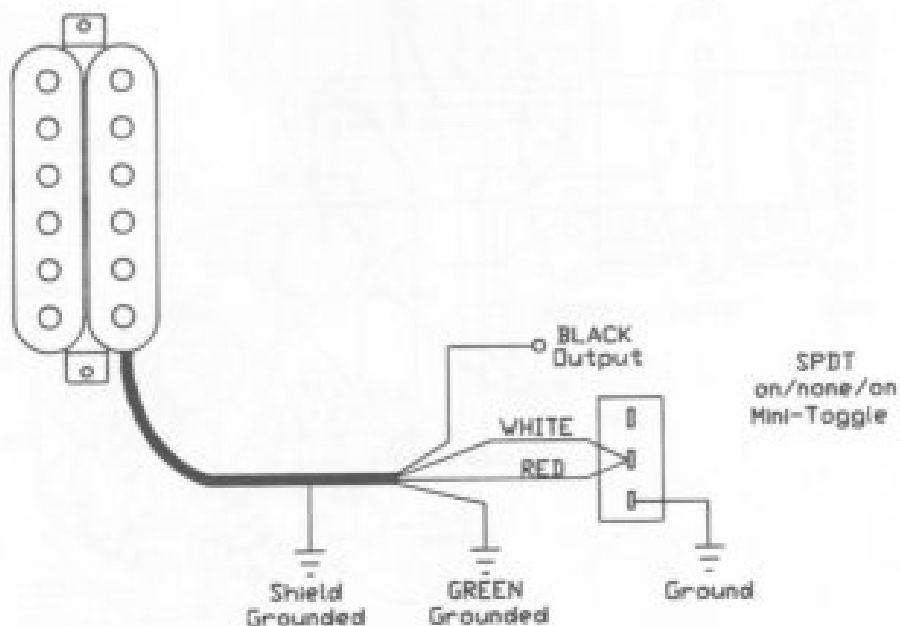 BLACK
Output
SPDT
on/none/on
Mini-Toggle
WHITE
RED
Shield
Grounded
GREEN
Grounded
Ground